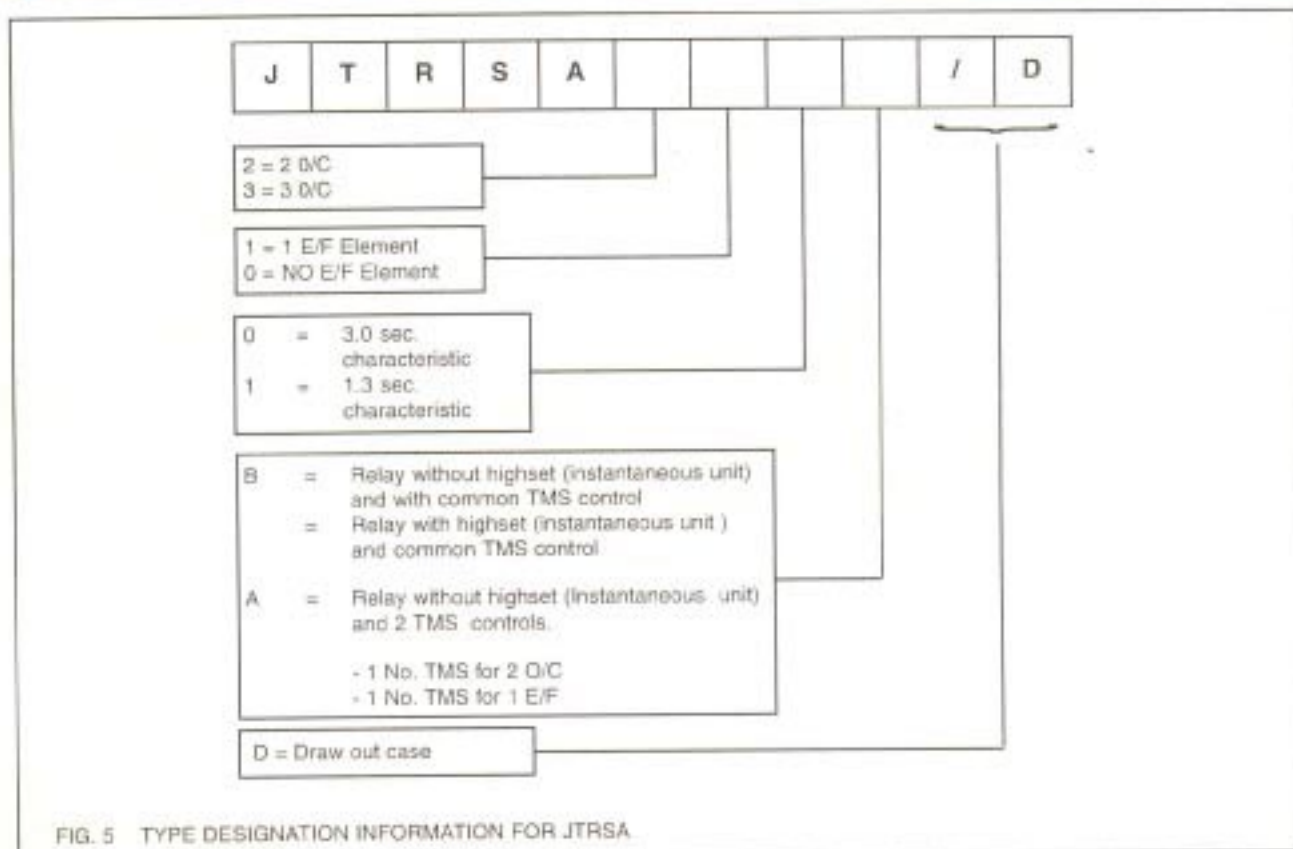 J T R S A / D
2 = 2 0/C
3 = 3 0/C
1 = 1 E/F Element
0 = NO E/F Element
0 = 3.0 sec.
characteristic
1 = 1.3 sec.
characteristic
B = Relay without highset (instantaneous unit)
and with common TMS control
= Relay with highset (instantaneous unit )
and common TMS control
A = Relay without highset (Instantaneous unit)
and 2 TMS controls.
- 1 No. TMS for 2 O/C
- 1 No. TMS for 1 E/F
D = Draw out case
FIG. 5 TYPE DESIGNATION INFORMATION FOR JTRSA